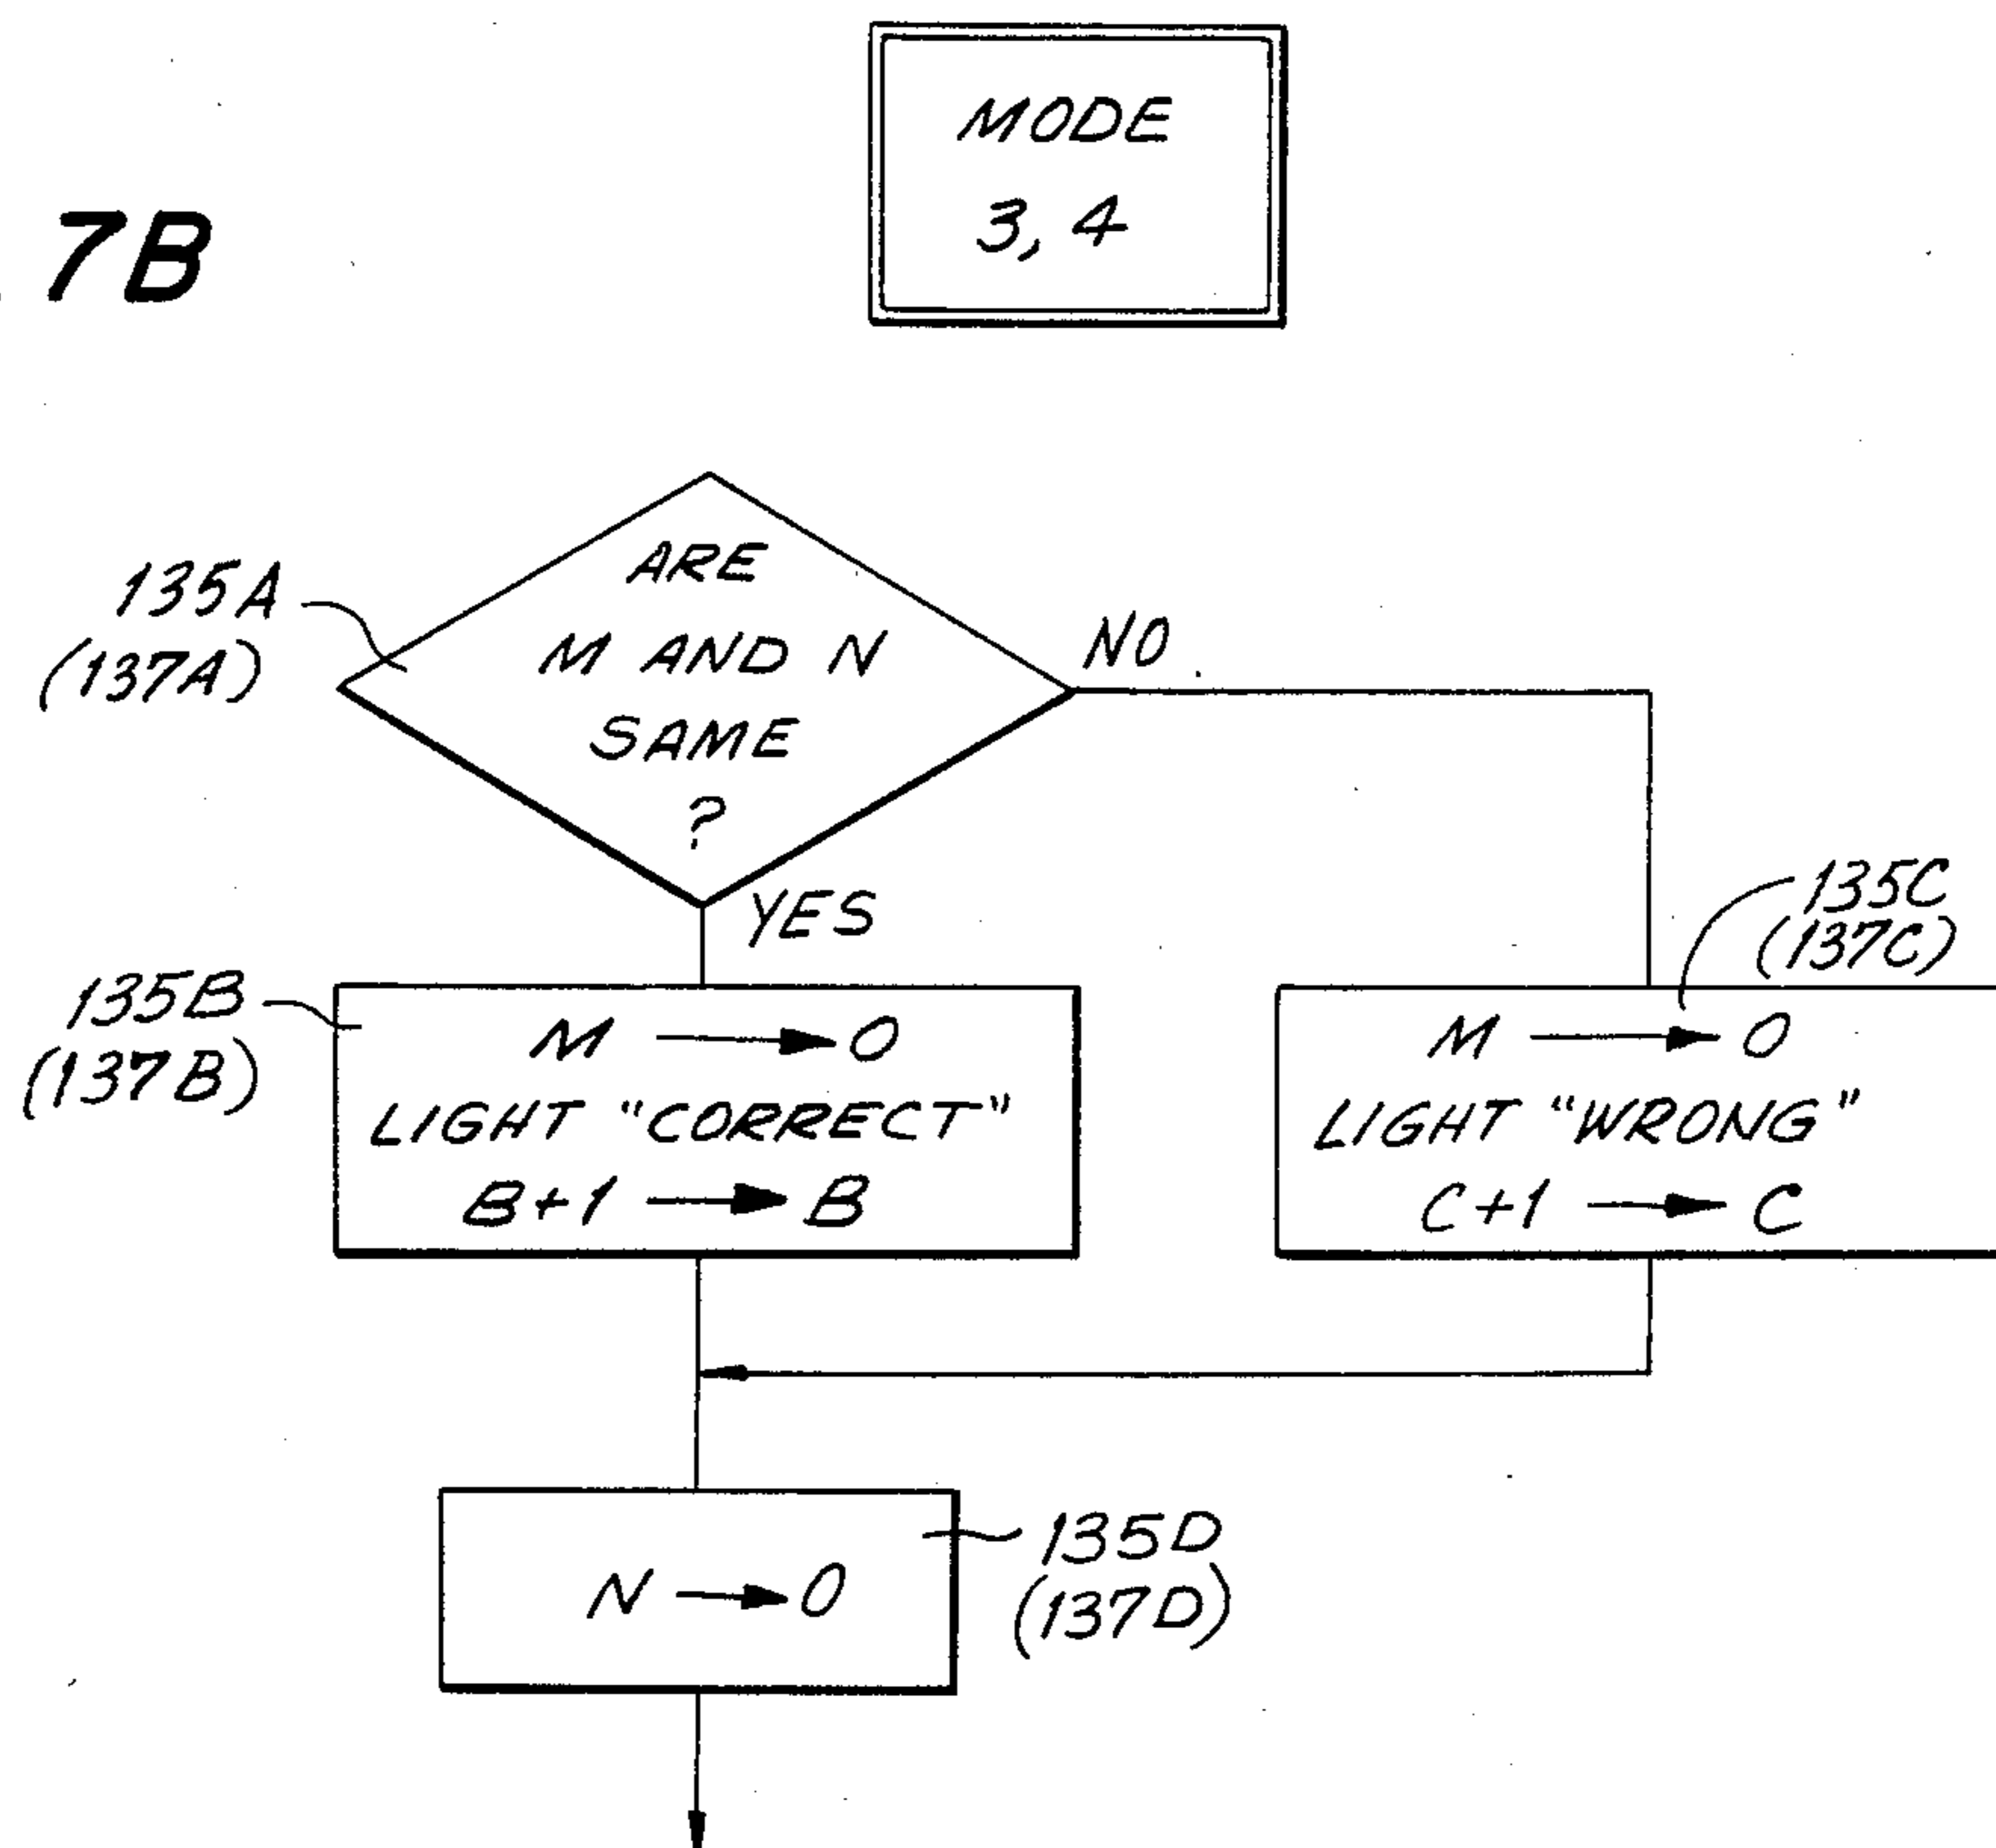 MODE
3, 4
7B
ARE
M AND N
SAME
?
135A
(137A)
NO
YES
135B
(137B)
M → 0
LIGHT "CORRECT"
B+1 → B
135C
(137C)
M → 0
LIGHT "WRONG"
C+1 → C
N → 0
135D
(137D)